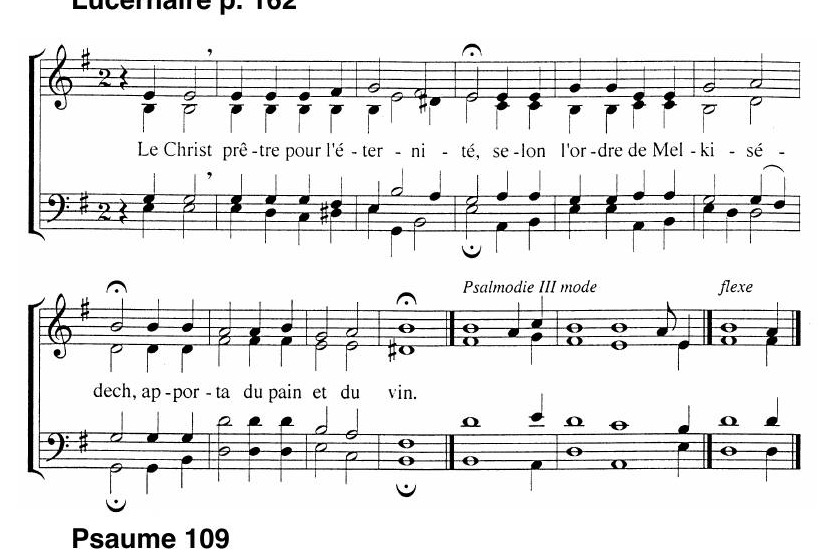 Lucernaire p. 162
Le Christ prê - tre pour l'é - ter - ni - té, se - lon l'or - dre de Mel - ki - sé -
Psalmodie III mode flexe
dech, ap - por - ta du pain et du vin.
Psaume 109